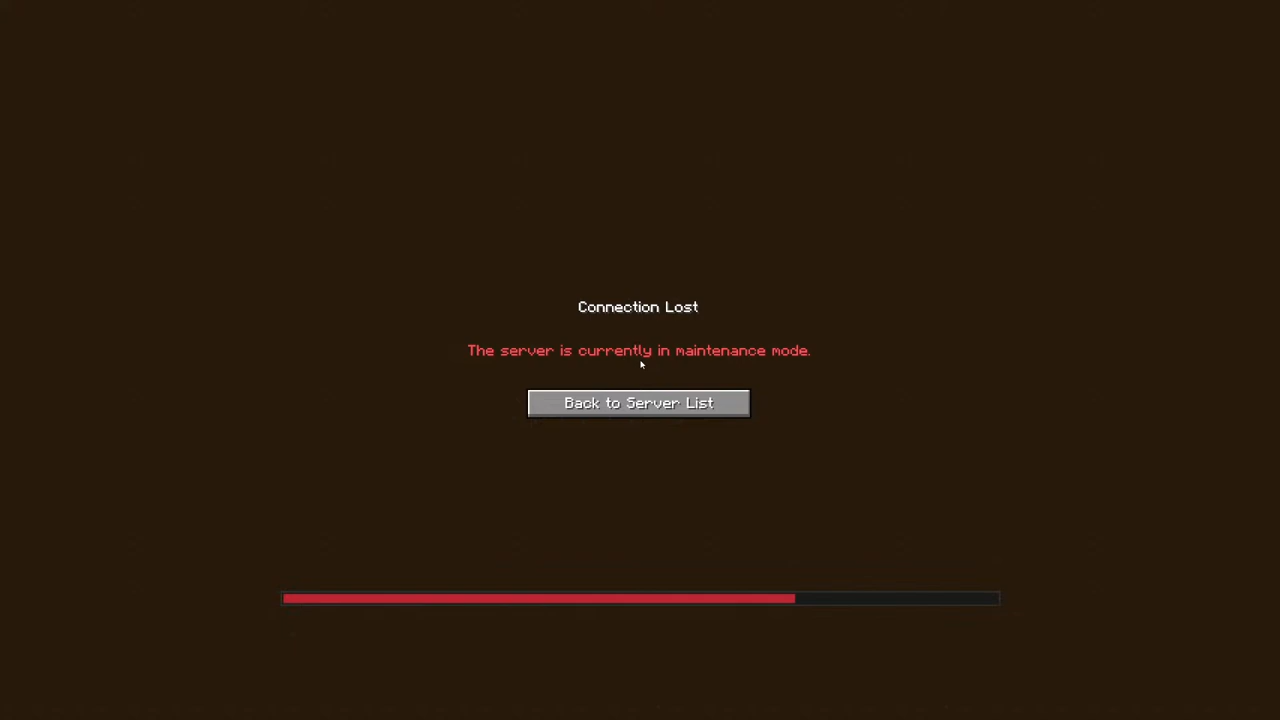 Connection Lost
The server is currently in maintenance mode.
Back to Server List